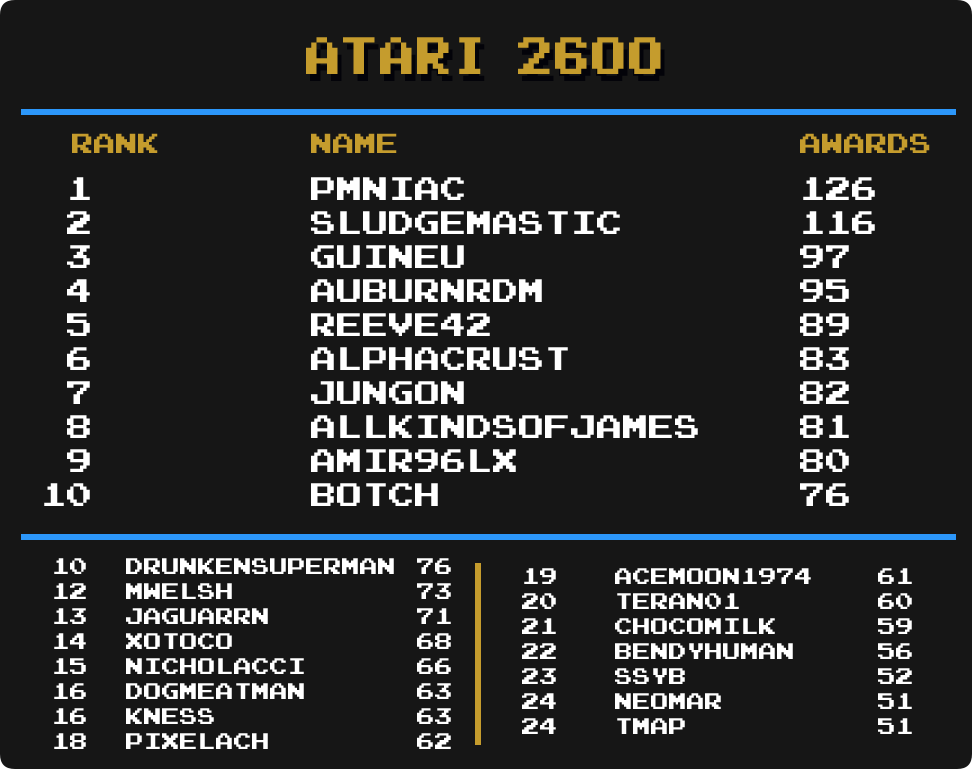 ATARI 2600
RANK NAME AWARDS
1 PMNIAC 126
2 SLUDGEMASTIC 116
3 GUINEU 97
4 AUBURNRDM 95
5 REEVE42 89
6 ALPHACRUST 83
7 JUNGON 82
8 ALLKINDSOFJAMES 81
9 AMIR96LX 80
10 BOTCH 76
10 DRUNKENSUPERMAN 76
12 MWELSH 73
13 JAGUARRN 71
14 XOTOCO 68
15 NICHOLACCI 66
16 DOGMEATMAN 63
16 KNESS 63
18 PIXELACH 62
19 ACEMOON1974 61
20 TERAN01 60
21 CHOCOMILK 59
22 BENDYHUMAN 56
23 SSYB 52
24 NEOMAR 51
24 TMAP 51